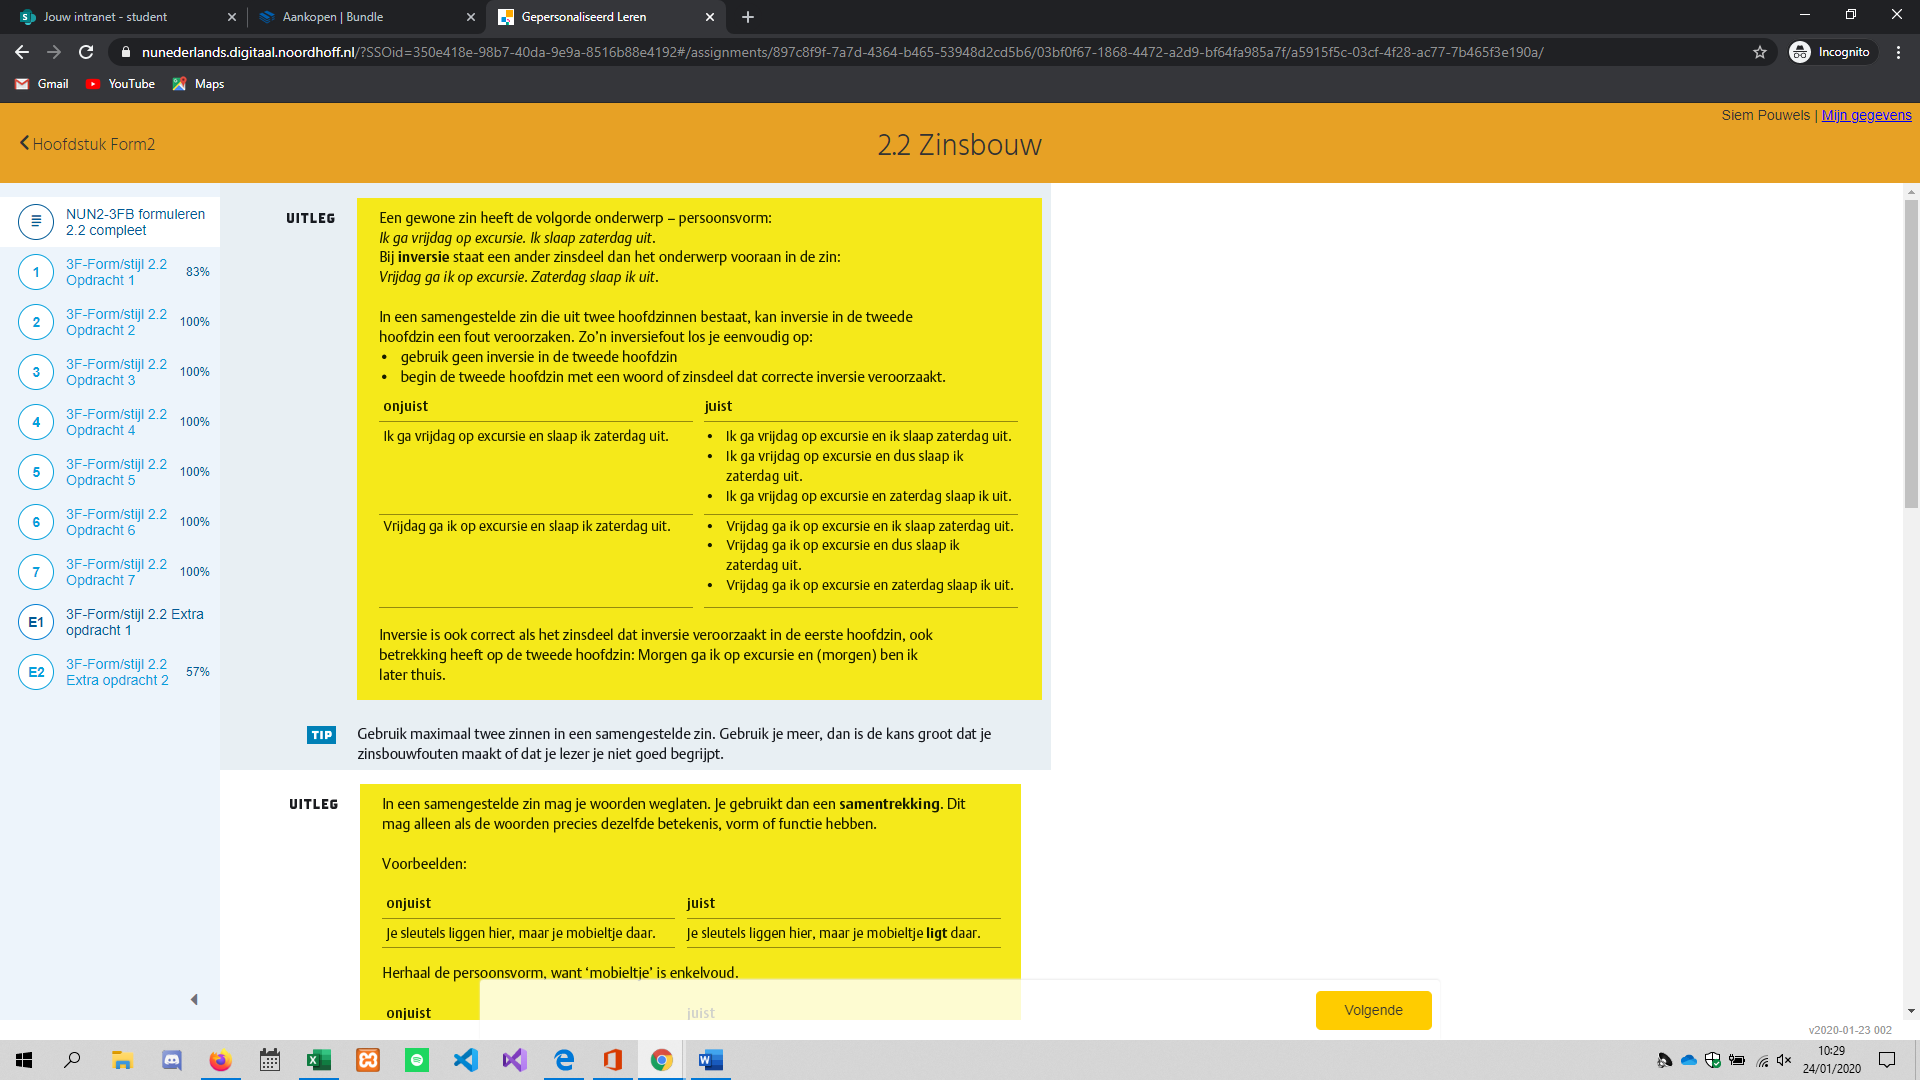 Jouw intranet - student
Aankopen | Bundle
Gepersonaliseerd Leren
nunederlands.digitaal.noordhoff.nl/?SSOid=350e418e-98b7-40da-9e9a-8516b88e4192#/assignments/897c8f9f-7a7d-4364-b465-53948d2cd5b6/03bf0f67-1868-4472-a2d9-bf64fa985a7f/a5915f5c-03cf-4f28-ac77-7b465f3e190a/
Incognito
Gmail
YouTube
Maps
Siem Pouwels | Mijn gegevens
Hoofdstuk Form2
2.2 Zinsbouw
NUN2-3FB formuleren
2.2 compleet
1
3F-Form/stijl 2.2
Opdracht 1
83%
2
3F-Form/stijl 2.2
Opdracht 2
100%
3
3F-Form/stijl 2.2
Opdracht 3
100%
4
3F-Form/stijl 2.2
Opdracht 4
100%
5
3F-Form/stijl 2.2
Opdracht 5
100%
6
3F-Form/stijl 2.2
Opdracht 6
100%
7
3F-Form/stijl 2.2
Opdracht 7
100%
E1
3F-Form/stijl 2.2 Extra
opdracht 1
E2
3F-Form/stijl 2.2
Extra opdracht 2
57%
UITLEG
Een gewone zin heeft de volgorde onderwerp – persoonsvorm:
Ik ga vrijdag op excursie. Ik slaap zaterdag uit.
Bij inversie staat een ander zinsdeel dan het onderwerp vooraan in de zin:
Vrijdag ga ik op excursie. Zaterdag slaap ik uit.
In een samengestelde zin die uit twee hoofdzinnen bestaat, kan inversie in de tweede
hoofdzin een fout veroorzaken. Zo’n inversiefout los je eenvoudig op:
• gebruik geen inversie in de tweede hoofdzin
• begin de tweede hoofdzin met een woord of zinsdeel dat correcte inversie veroorzaakt.
onjuist
juist
Ik ga vrijdag op excursie en slaap ik zaterdag uit.
• Ik ga vrijdag op excursie en ik slaap zaterdag uit.
• Ik ga vrijdag op excursie en dus slaap ik
zaterdag uit.
• Ik ga vrijdag op excursie en zaterdag slaap ik uit.
Vrijdag ga ik op excursie en slaap ik zaterdag uit.
• Vrijdag ga ik op excursie en ik slaap zaterdag uit.
• Vrijdag ga ik op excursie en dus slaap ik
zaterdag uit.
• Vrijdag ga ik op excursie en zaterdag slaap ik uit.
Inversie is ook correct als het zinsdeel dat inversie veroorzaakt in de eerste hoofdzin, ook
betrekking heeft op de tweede hoofdzin: Morgen ga ik op excursie en (morgen) ben ik
later thuis.
TIP
Gebruik maximaal twee zinnen in een samengestelde zin. Gebruik je meer, dan is de kans groot dat je
zinsbouwfouten maakt of dat je lezer je niet goed begrijpt.
UITLEG
In een samengestelde zin mag je woorden weglaten. Je gebruikt dan een samentrekking. Dit
mag alleen als de woorden precies dezelfde betekenis, vorm of functie hebben.
Voorbeelden:
onjuist
juist
Je sleutels liggen hier, maar je mobieltje daar.
Je sleutels liggen hier, maar je mobieltje ligt daar.
Herhaal de persoonsvorm, want ‘mobieltje’ is enkelvoud.
onjuist
juist
Volgende
v2020-01-23 002
10:29
24/01/2020